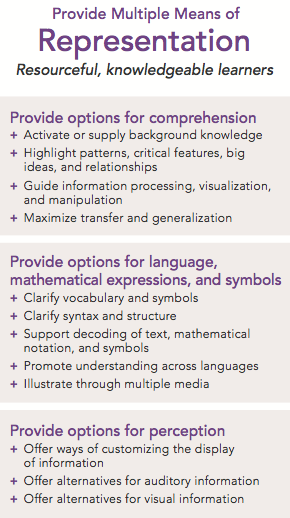 Provide Multiple Means of
Representation
Resourceful, knowledgeable learners
Provide options for comprehension
+ Activate or supply background knowledge
+ Highlight patterns, critical features, big
ideas, and relationships
+ Guide information processing, visualization,
and manipulation
+ Maximize transfer and generalization
Provide options for language,
mathematical expressions, and symbols
+ Clarify vocabulary and symbols
+ Clarify syntax and structure
+ Support decoding of text, mathematical
notation, and symbols
+ Promote understanding across languages
+ Illustrate through multiple media
Provide options for perception
+ Offer ways of customizing the display
of information
+ Offer alternatives for auditory information
+ Offer alternatives for visual information